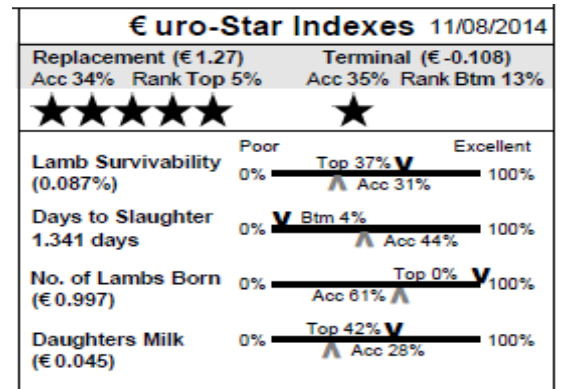 €uro-Star Indexes 11/08/2014
Replacement (€1.27) Terminal (€-0.108)
Acc 34% Rank Top 5% Acc 35% Rank Btm 13%
Poor Excellent
Lamb Survivability 0% Top 37% V 100%
(0.087%) Λ Acc 31%
Days to Slaughter 0% V Btm 4% 100%
1.341 days Λ Acc 44%
No. of Lambs Born 0% Top 0% V 100%
(€0.997) Acc 61% Λ
Daughters Milk 0% Top 42% V 100%
(€0.045) Λ Acc 28%